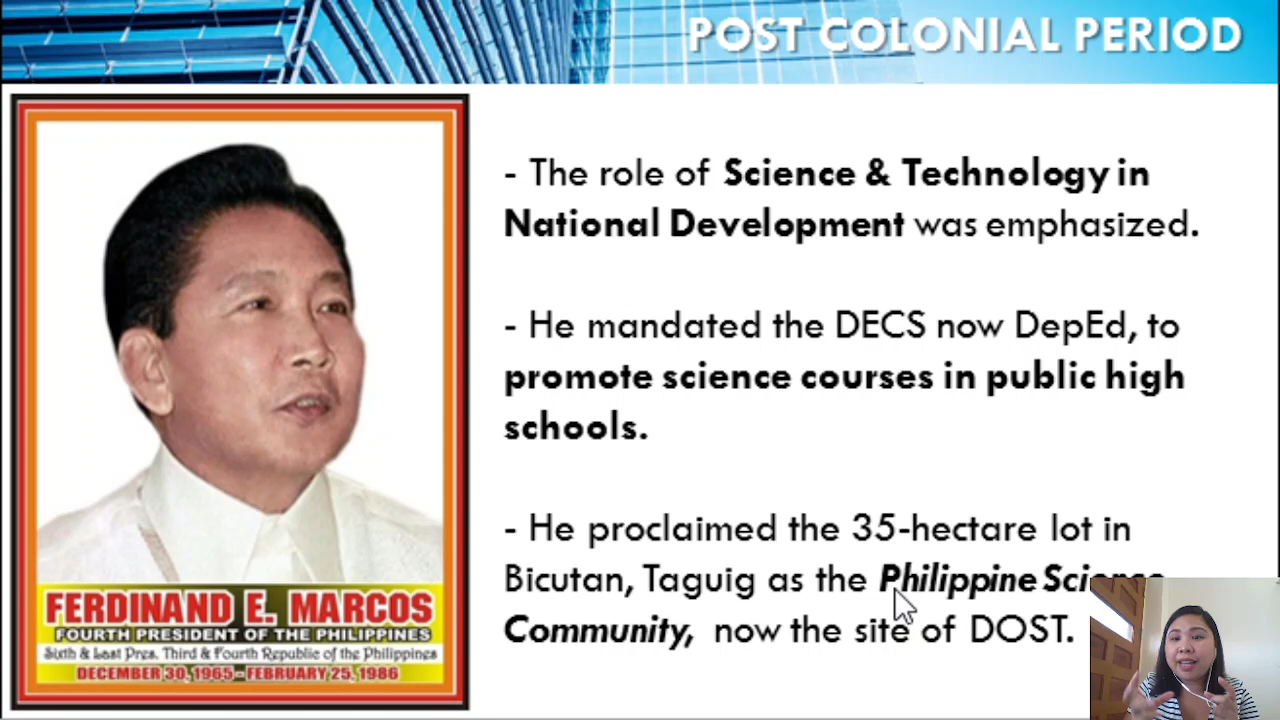 POST COLONIAL PERIOD
- The role of Science & Technology in
National Development was emphasized.
- He mandated the DECS now DepEd, to
promote science courses in public high
schools.
- He proclaimed the 35-hectare lot in
Bicutan, Taguig as the Philippine Science
Community, now the site of DOST.
FERDINAND E. MARCOS
FOURTH PRESIDENT OF THE PHILIPPINES
Sixth & Last Pres. Third & Fourth Republic of the Philippines
DECEMBER 30, 1965 - FEBRUARY 25, 1986